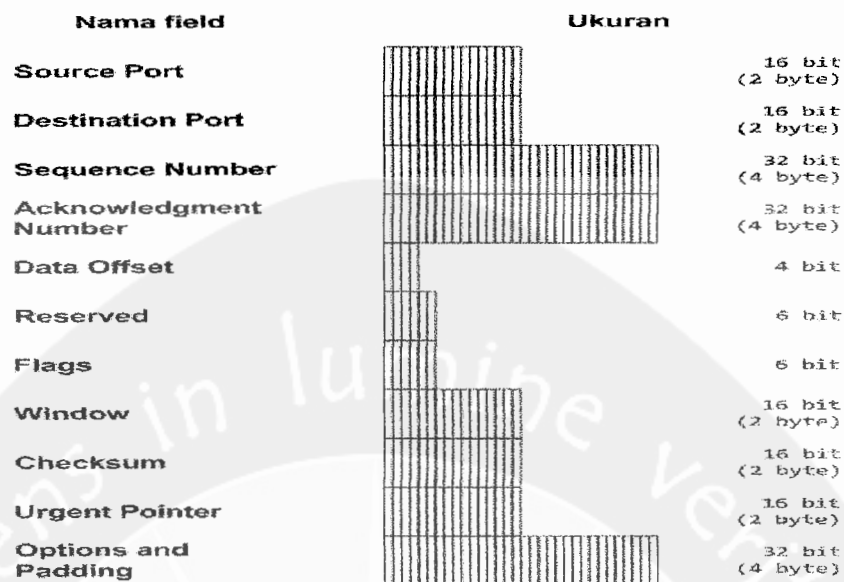 Nama field Ukuran
Source Port 16 bit
(2 byte)
Destination Port 16 bit
(2 byte)
Sequence Number 32 bit
(4 byte)
Acknowledgment
Number 32 bit
(4 byte)
Data Offset 4 bit
Reserved 6 bit
Flags 6 bit
Window 16 bit
(2 byte)
Checksum 16 bit
(2 byte)
Urgent Pointer 16 bit
(2 byte)
Options and
Padding 32 bit
(4 byte)
in lumine